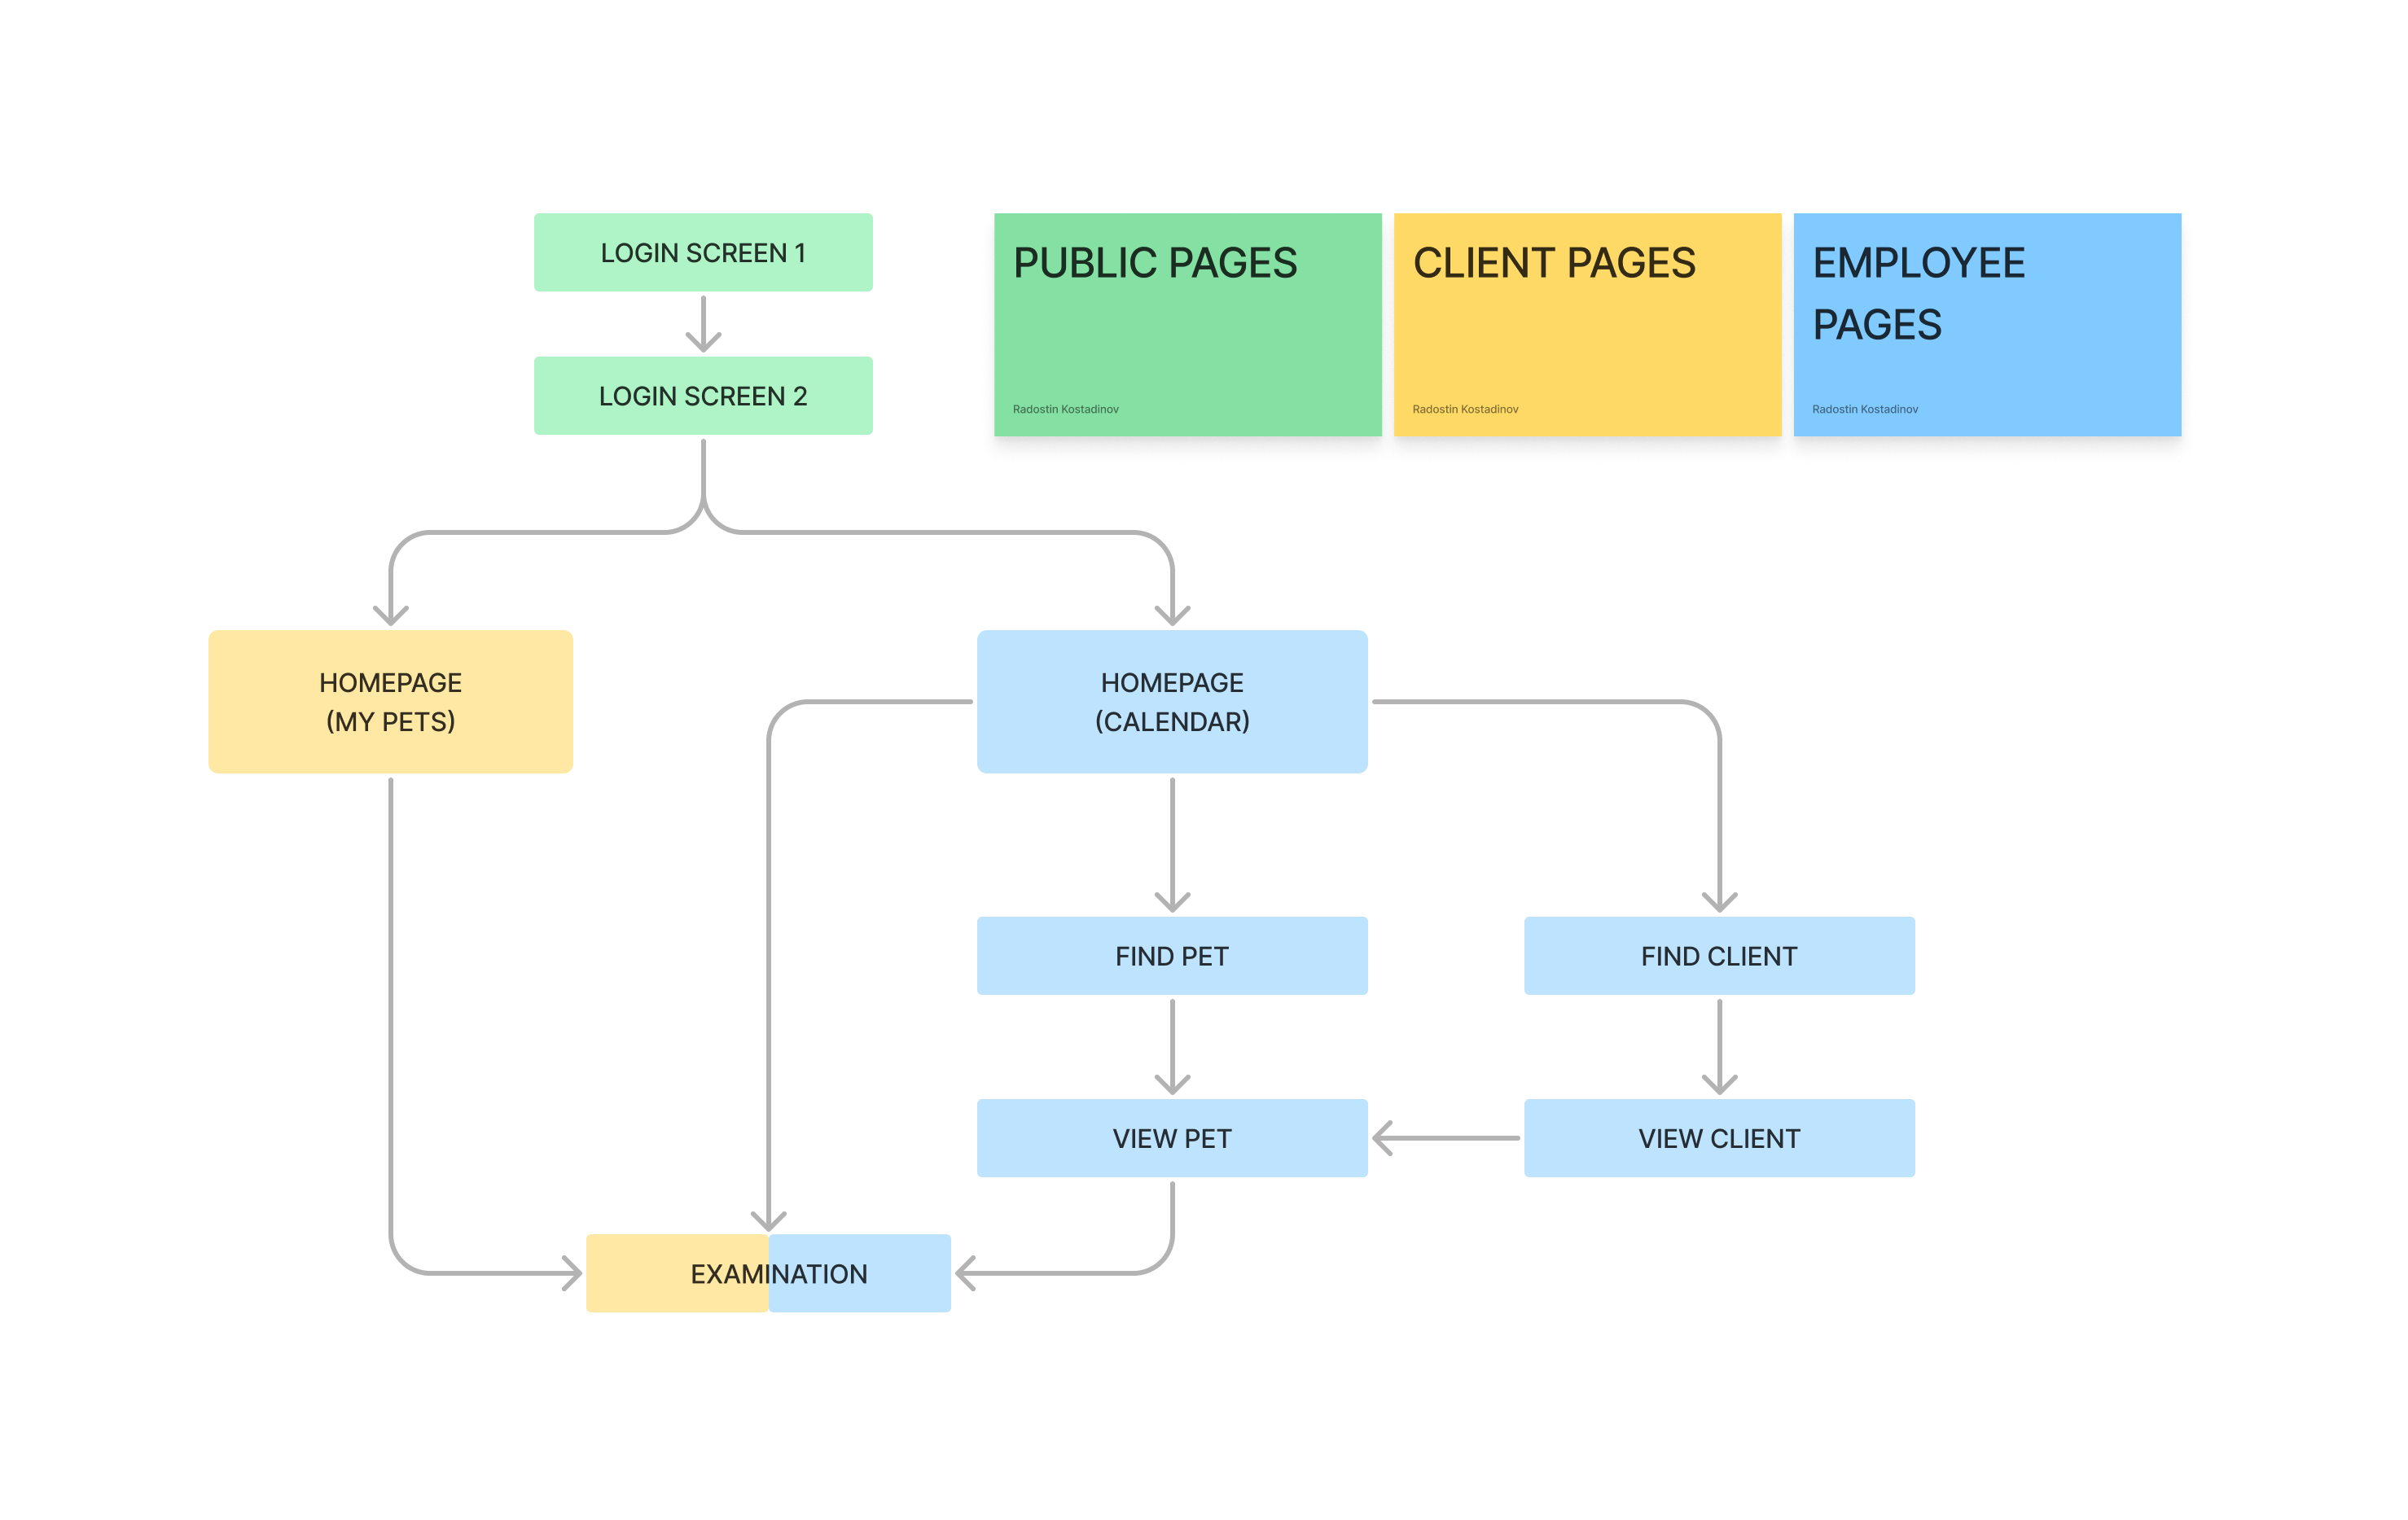 LOGIN SCREEN 1
LOGIN SCREEN 2
PUBLIC PAGES
Radostin Kostadinov
CLIENT PAGES
Radostin Kostadinov
EMPLOYEE
PAGES
Radostin Kostadinov
HOMEPAGE
(MY PETS)
HOMEPAGE
(CALENDAR)
FIND PET
FIND CLIENT
VIEW PET
VIEW CLIENT
EXAMINATION